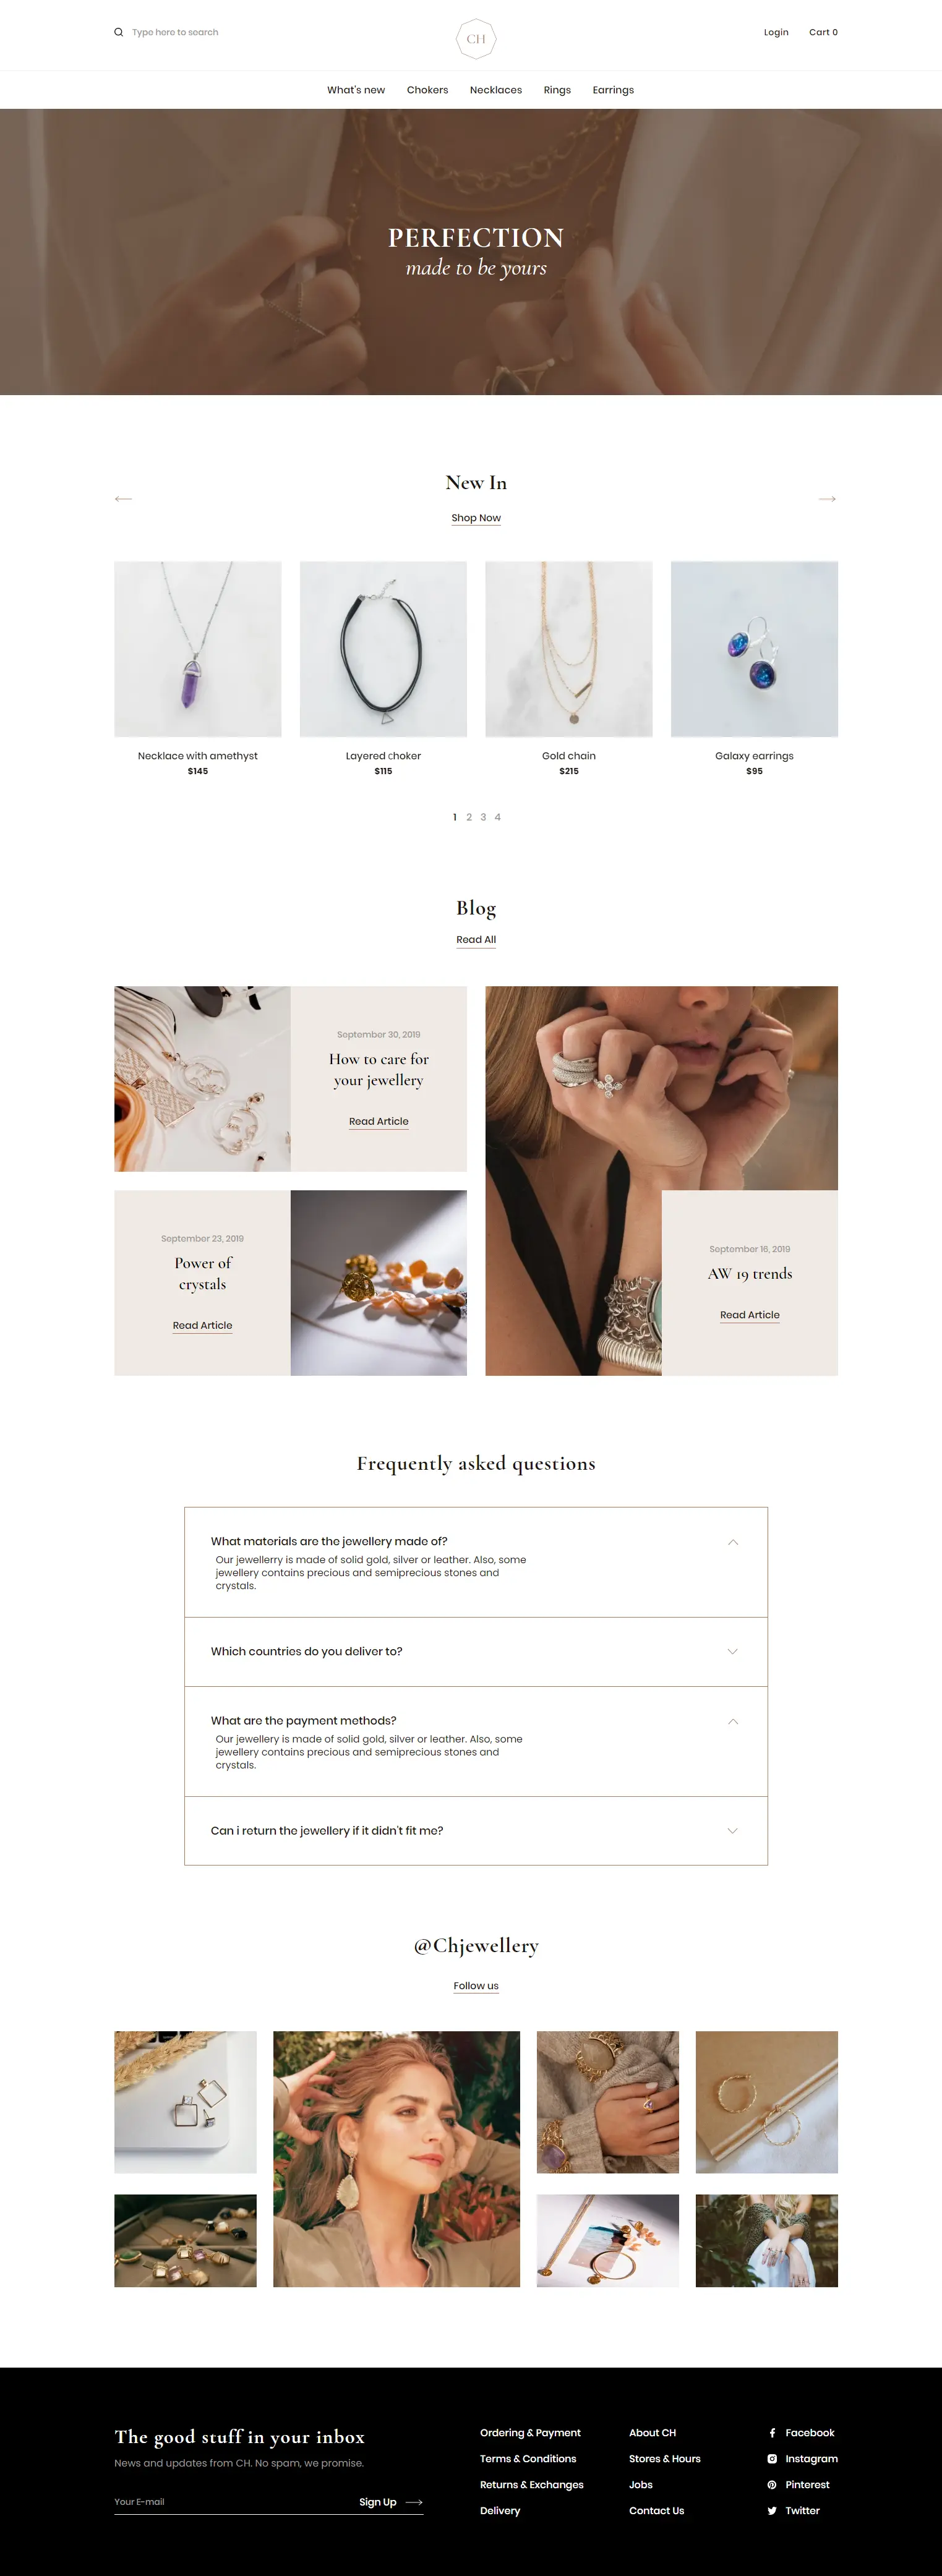 Type here to search
CH
Login
Cart 0
What's new
Chokers
Necklaces
Rings
Earrings
PERFECTION
made to be yours
New In
Shop Now
Necklace with amethyst
$145
Layered choker
$115
Gold chain
$215
Galaxy earrings
$95
1 2 3 4
Blog
Read All
September 30, 2019
How to care for
your jewellery
Read Article
September 23, 2019
Power of
crystals
Read Article
September 16, 2019
AW 19 trends
Read Article
Frequently asked questions
What materials are the jewellery made of?
Our jewellerry is made of solid gold, silver or leather. Also, some
jewellery contains precious and semiprecious stones and
crystals.
Which countries do you deliver to?
What are the payment methods?
Our jewellery is made of solid gold, silver or leather. Also, some
jewellery contains precious and semiprecious stones and
crystals.
Can i return the jewellery if it didn't fit me?
@Chjewellery
Follow us
The good stuff in your inbox
News and updates from CH. No spam, we promise.
Your E-mail
Sign Up
Ordering & Payment
Terms & Conditions
Returns & Exchanges
Delivery
About CH
Stores & Hours
Jobs
Contact Us
Facebook
Instagram
Pinterest
Twitter